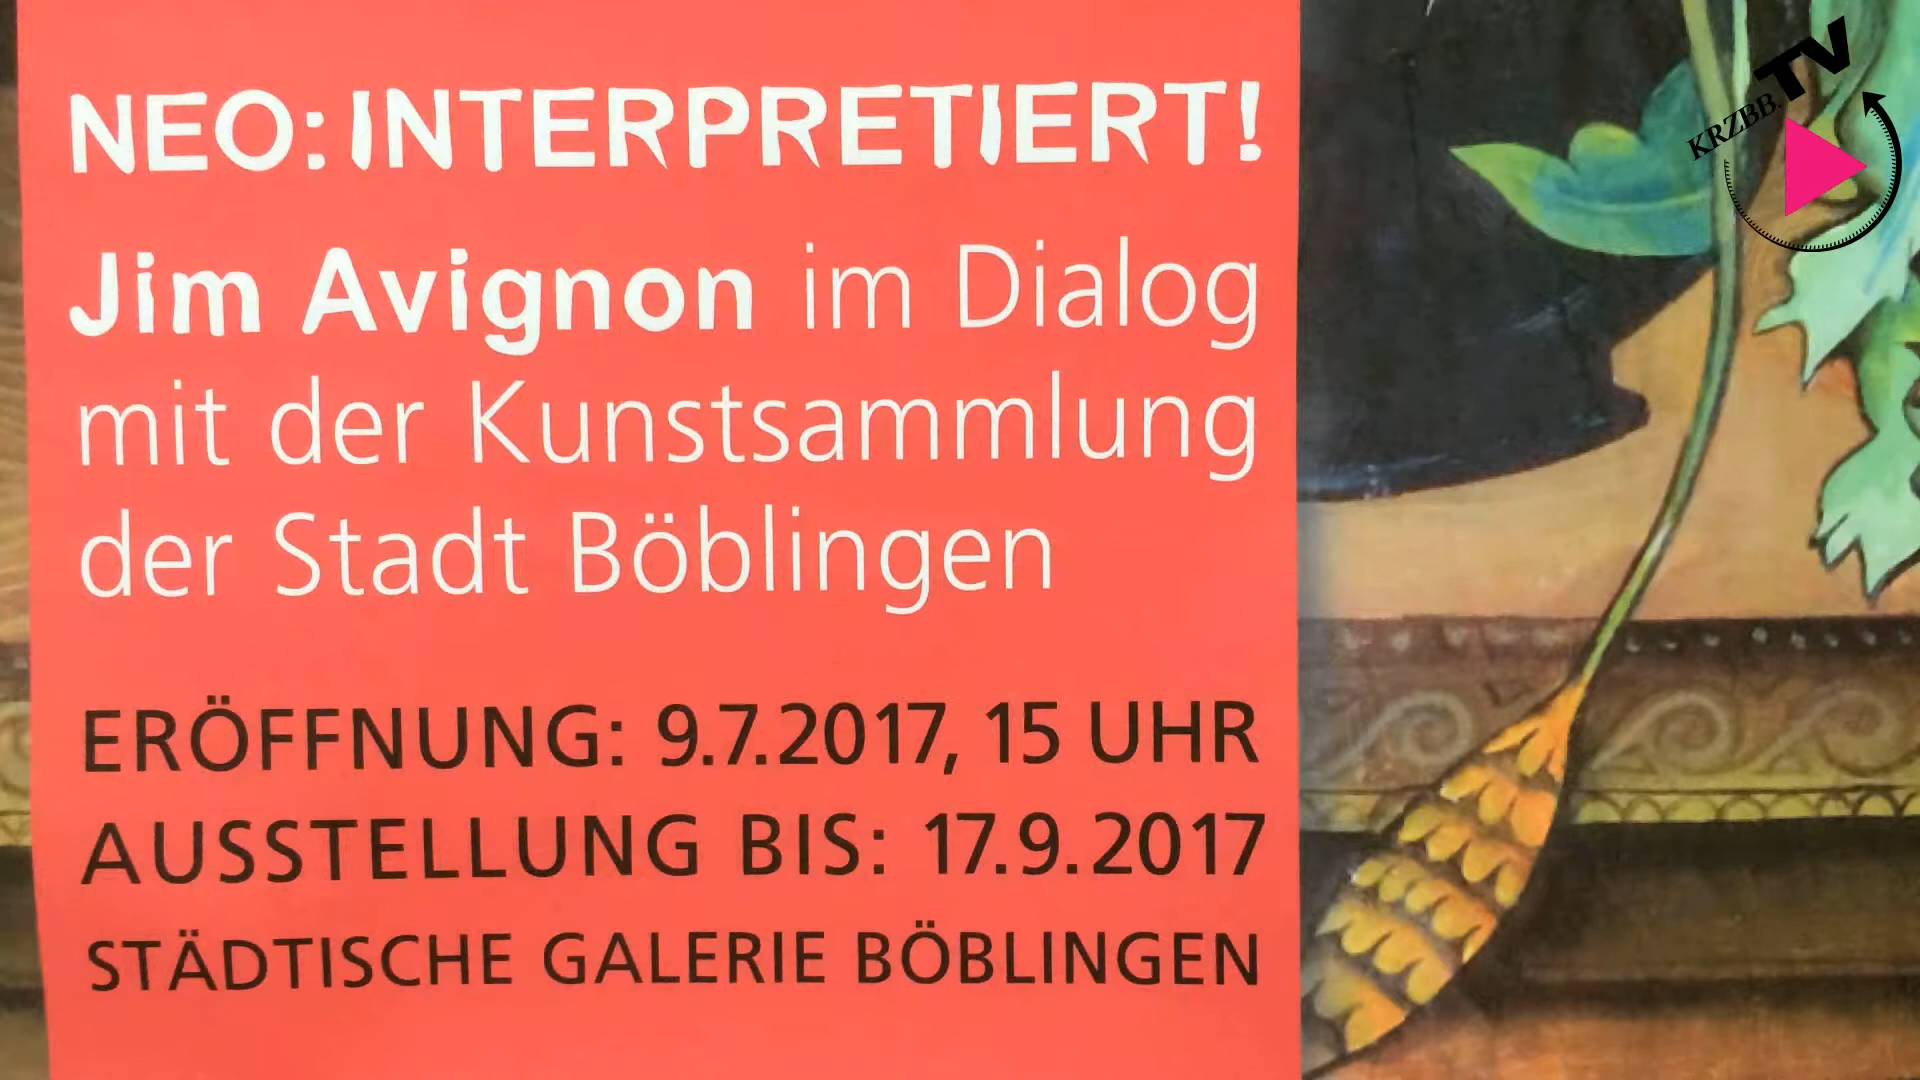 NEO: INTERPRETIERT!
Jim Avignon im Dialog
mit der Kunstsammlung
der Stadt Böblingen
ERÖFFNUNG: 9.7.2017, 15 UHR
AUSSTELLUNG BIS: 17.9.2017
STÄDTISCHE GALERIE BÖBLINGEN
KRZBB.TV